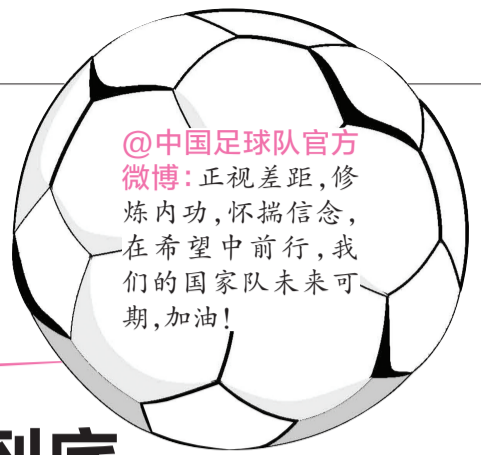 @中国足球队官方
微博:正视差距,修
炼内功,怀揣信念,
在希望中前行,我
们的国家队未来可
期,加油!
到底